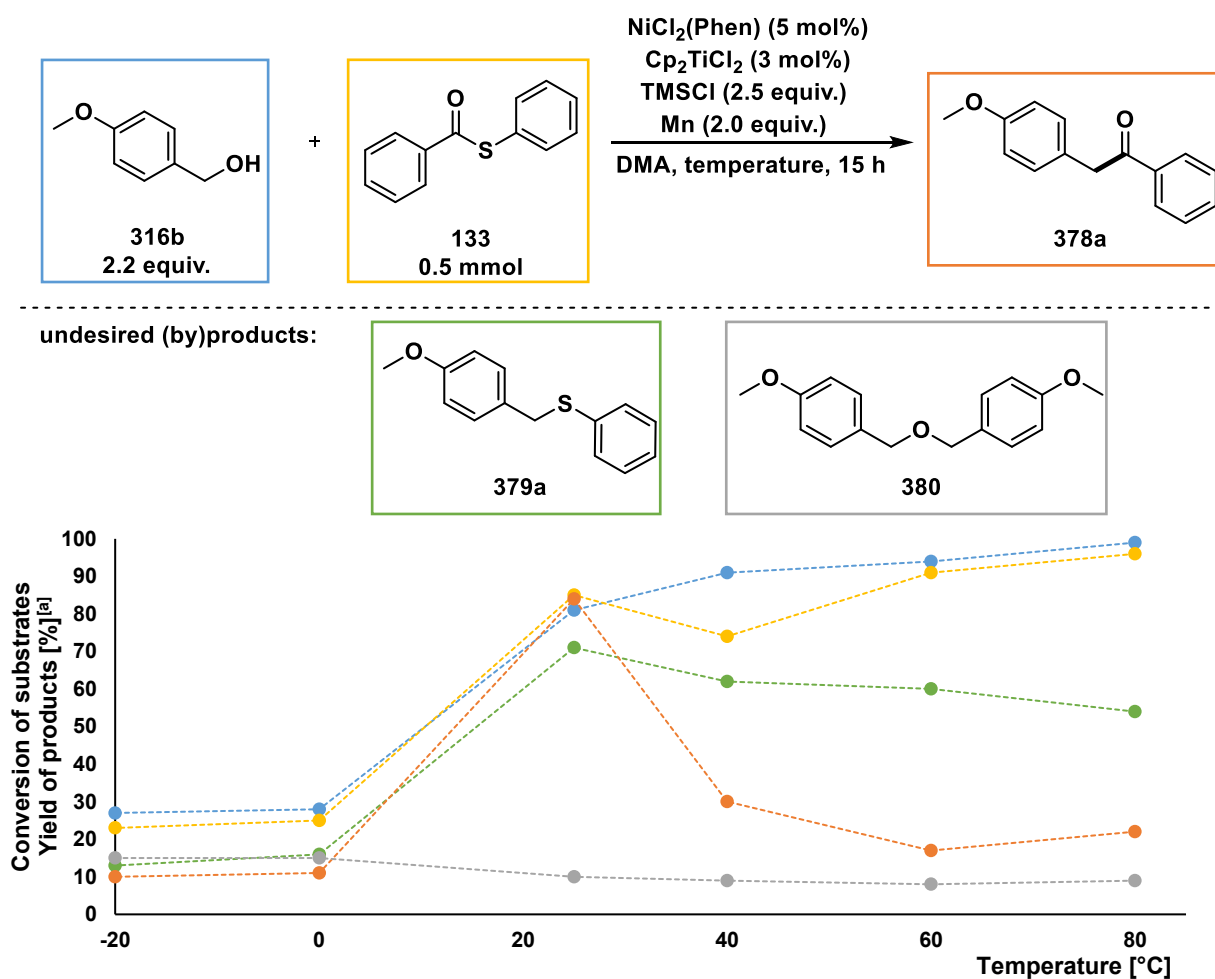 NiCl2(Phen) (5 mol%)
Cp2TiCl2 (3 mol%)
TMSCl (2.5 equiv.)
Mn (2.0 equiv.)
DMA, temperature, 15 h
O
OH
316b
2.2 equiv.
+
O
S
133
0.5 mmol
O
O
378a
undesired (by)products:
O
S
379a
O
O
O
380
Conversion of substrates
Yield of products [%][a]
100
90
80
70
60
50
40
30
20
10
0
-20
0
20
40
60
80
Temperature [°C]